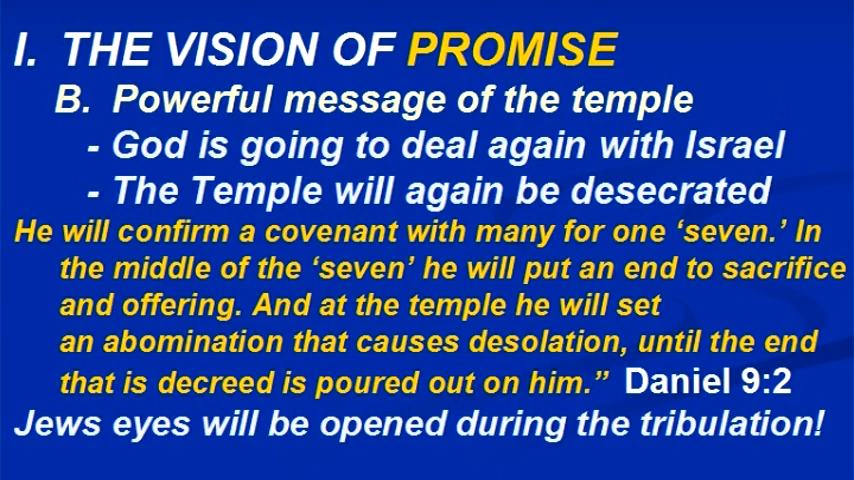 I. THE VISION OF PROMISE
B. Powerful message of the temple
- God is going to deal again with Israel
- The Temple will again be desecrated
He will confirm a covenant with many for one ‘seven.’ In
the middle of the ‘seven’ he will put an end to sacrifice
and offering. And at the temple he will set
an abomination that causes desolation, until the end
that is decreed is poured out on him.” Daniel 9:2
Jews eyes will be opened during the tribulation!